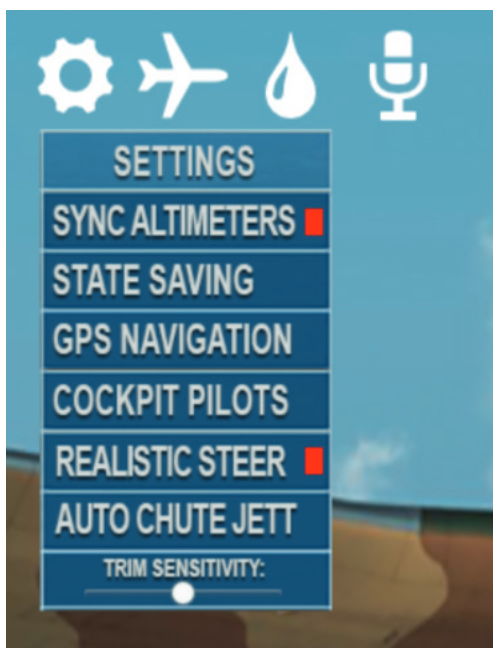 SETTINGS
SYNC ALTIMETERS
STATE SAVING
GPS NAVIGATION
COCKPIT PILOTS
REALISTIC STEER
AUTO CHUTE JETT
TRIM SENSITIVITY: